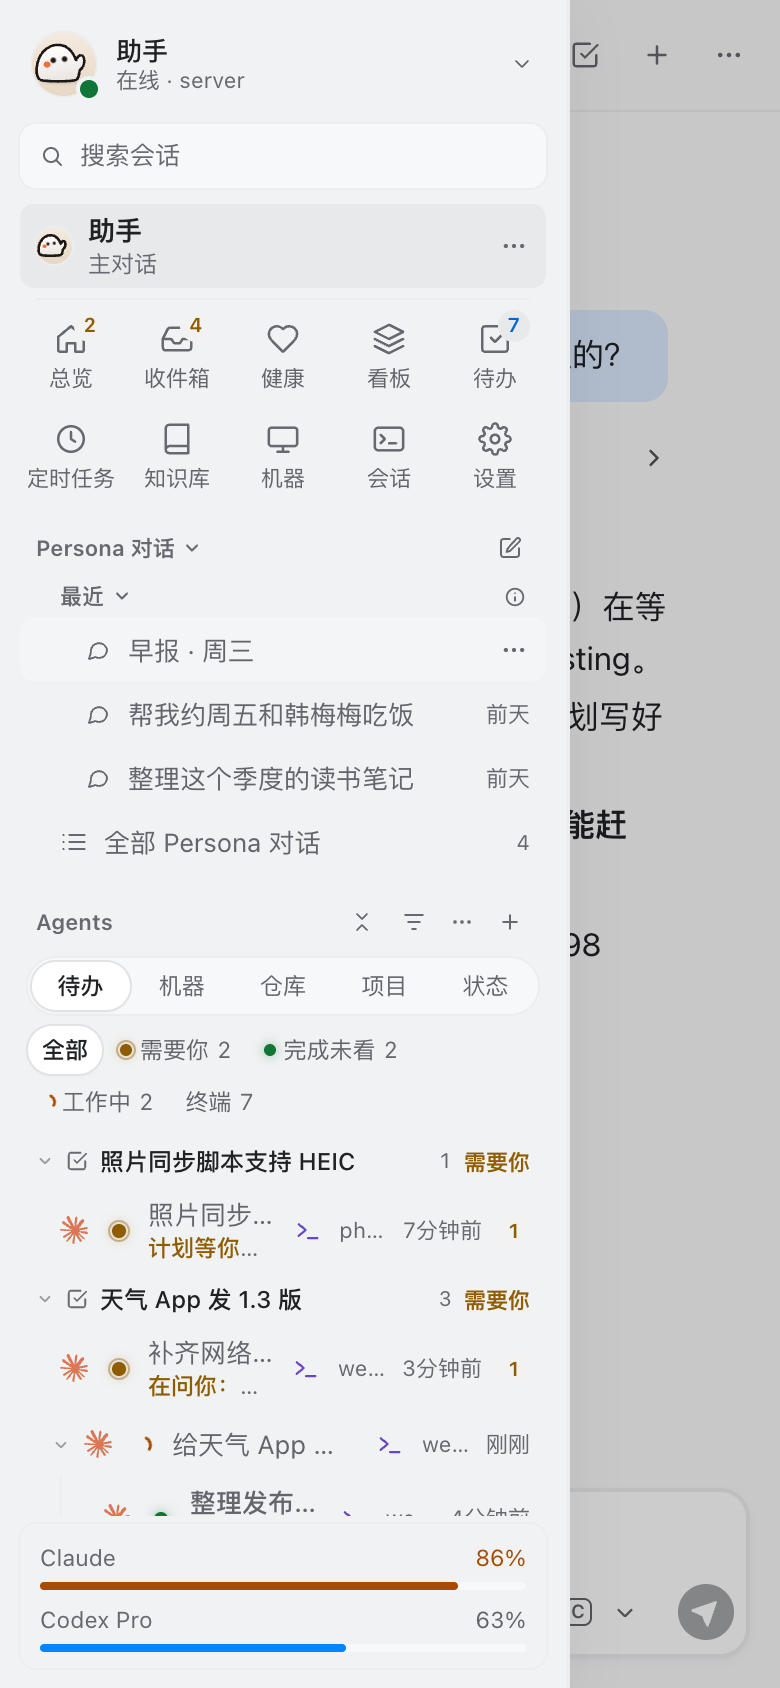 助手
在线 · server
搜索会话
助手
主对话
2
4
7
总览
收件箱
健康
看板
待办
定时任务
知识库
机器
会话
设置
Persona 对话
最近
早报 · 周三
帮我约周五和韩梅梅吃饭 前天
整理这个季度的读书笔记 前天
全部 Persona 对话 4
Agents
待办 机器 仓库 项目 状态
全部 需要你 2 完成未看 2
工作中 2 终端 7
照片同步脚本支持 HEIC 1 需要你
照片同步... ph... 7分钟前 1
计划等你...
天气 App 发 1.3 版 3 需要你
补齐网络... we... 3分钟前 1
在问你：...
给天气 App ... we... 刚刚
整理发布...
Claude 86%
Codex Pro 63%
的?
）在等
sting。
划写好
能赶
98
C